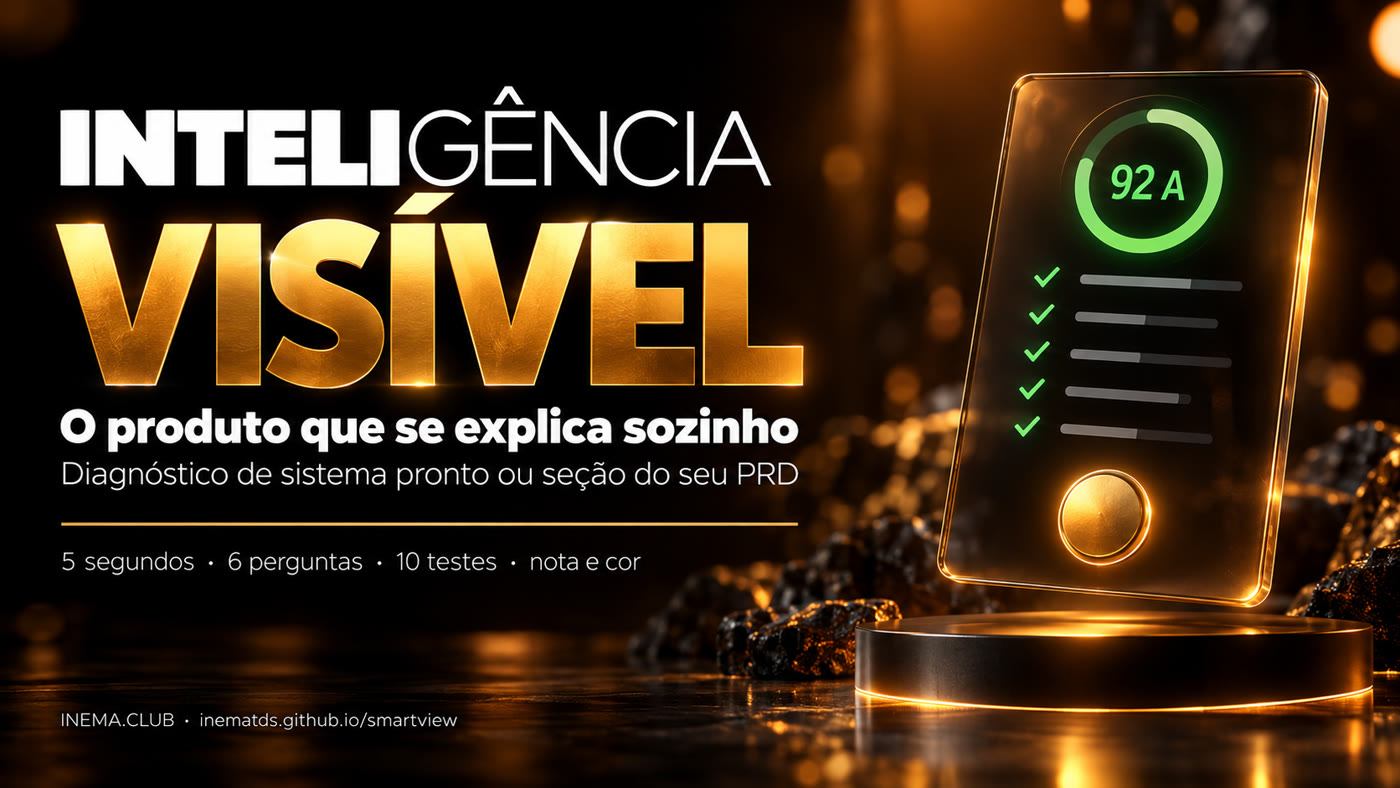 INTELIGÊNCIA
VISÍVEL
O produto que se explica sozinho
Diagnóstico de sistema pronto ou seção do seu PRD
5 segundos · 6 perguntas · 10 testes · nota e cor
INEMA.CLUB · inematds.github.io/smartview
92 A